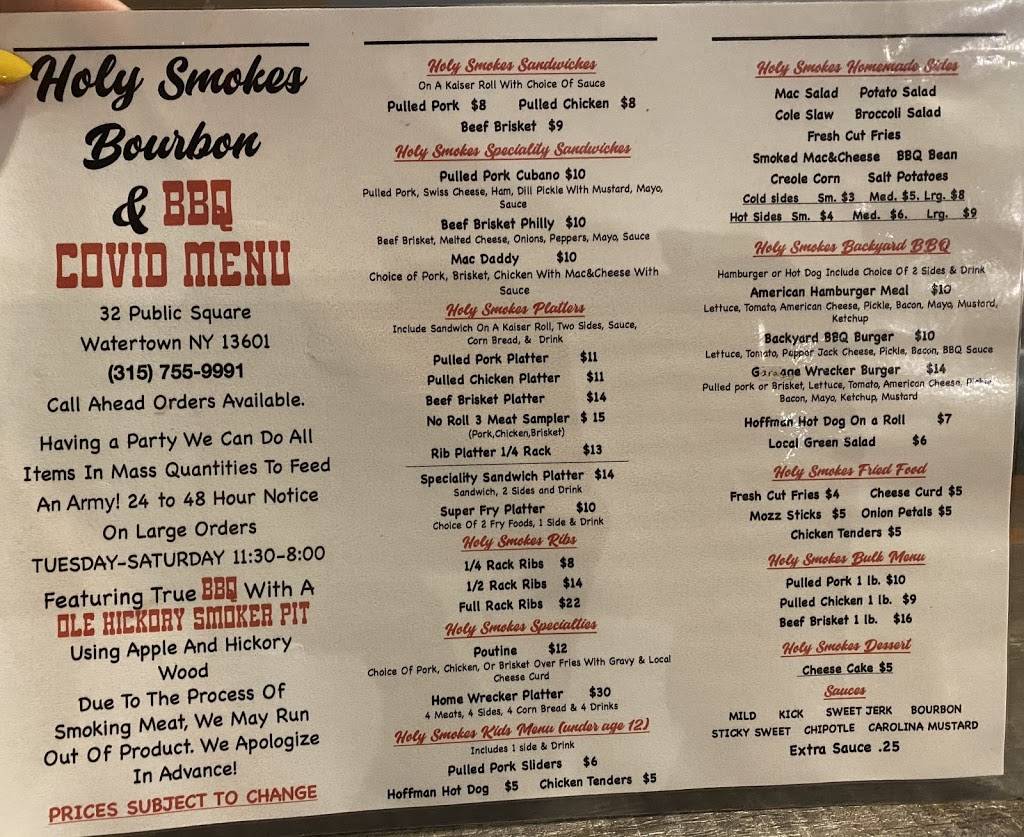 Holy Smokes
Bourbon
& BBQ
COVID MENU
32 Public Square
Watertown NY 13601
(315) 755-9991
Call Ahead Orders Available.
Having a Party We Can Do All
Items In Mass Quantities To Feed
An Army! 24 to 48 Hour Notice
On Large Orders
TUESDAY-SATURDAY 11:30-8:00
Featuring True BBQ With A
OLE HICKORY SMOKER PIT
Using Apple And Hickory
Wood
Due To The Process Of
Smoking Meat, We May Run
Out Of Product. We Apologize
In Advance!
PRICES SUBJECT TO CHANGE
Holy Smokes Sandwiches
On A Kaiser Roll With Choice Of Sauce
Pulled Pork $8 Pulled Chicken $8
Beef Brisket $9
Holy Smokes Speciality Sandwiches
Pulled Pork Cubano $10
Pulled Pork, Swiss Cheese, Ham, Dill Pickle With Mustard, Mayo,
Sauce
Beef Brisket Philly $10
Beef Brisket, Melted Cheese, Onions, Peppers, Mayo, Sauce
Mac Daddy $10
Choice of Pork, Brisket, Chicken With Mac&Cheese With
Sauce
Holy Smokes Platters
Include Sandwich On A Kaiser Roll, Two Sides, Sauce,
Corn Bread, & Drink
Pulled Pork Platter $11
Pulled Chicken Platter $11
Beef Brisket Platter $14
No Roll 3 Meat Sampler $ 15
(Pork,Chicken,Brisket)
Rib Platter 1/4 Rack $13
Speciality Sandwich Platter $14
Sandwich, 2 Sides and Drink
Super Fry Platter $10
Choice Of 2 Fry Foods, 1 Side & Drink
Holy Smokes Ribs
1/4 Rack Ribs $8
1/2 Rack Ribs $14
Full Rack Ribs $22
Holy Smokes Specialties
Poutine $12
Choice Of Pork, Chicken, Or Brisket Over Fries With Gravy & Local
Cheese Curd
Home Wrecker Platter $30
4 Meats, 4 Sides, 4 Corn Bread & 4 Drinks
Holy Smokes Kids Menu (under age 12)
Includes 1 side & Drink
Pulled Pork Sliders $6
Hoffman Hot Dog $5 Chicken Tenders $5
Holy Smokes Homemade Sides
Mac Salad Potato Salad
Cole Slaw Broccoli Salad
Fresh Cut Fries
Smoked Mac&Cheese BBQ Bean
Creole Corn Salt Potatoes
Cold sides Sm. $3 Med. $5. Lrg. $8
Hot Sides Sm. $4 Med. $6. Lrg. $9
Holy Smokes Backyard BBQ
Hamburger or Hot Dog Include Choice Of 2 Sides & Drink
American Hamburger Meal $10
Lettuce, Tomato, American Cheese, Pickle, Bacon, Mayo, Mustard,
Ketchup
Backyard BBQ Burger $10
Lettuce, Tomato, Pepper Jack Cheese, Pickle, Bacon, BBQ Sauce
Wrecker Burger $14
Pulled pork or Brisket, Lettuce, Tomato, American Cheese, Pickle
Bacon, Mayo, Ketchup, Mustard
Hoffman Hot Dog On a Roll $7
Local Green Salad $6
Holy Smokes Fried Food
Fresh Cut Fries $4 Cheese Curd $5
Mozz Sticks $5 Onion Petals $5
Chicken Tenders $5
Holy Smokes Bulk Menu
Pulled Pork 1 lb. $10
Pulled Chicken 1 lb. $9
Beef Brisket 1 lb. $16
Holy Smokes Dessert
Cheese Cake $5
Sauces
MILD KICK SWEET JERK BOURBON
STICKY SWEET CHIPOTLE CAROLINA MUSTARD
Extra Sauce .25